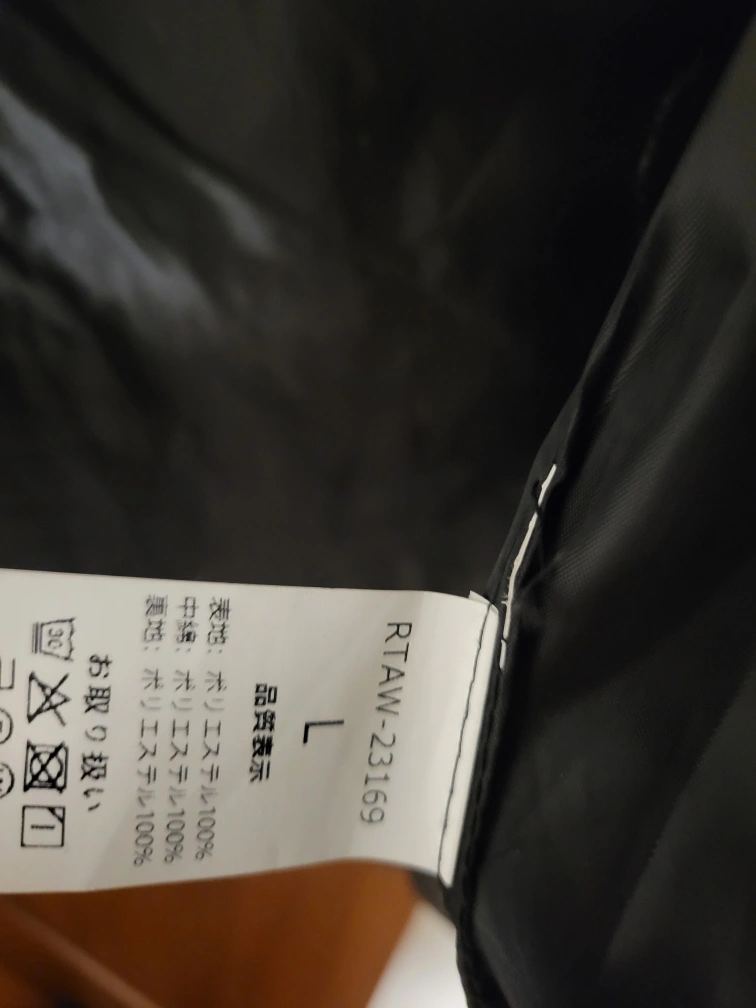 RTAW-23169
L
品質表示
表地: ポリエステル100%
中綿: ポリエステル100%
裏地: ポリエステル100%
お取り扱い
30